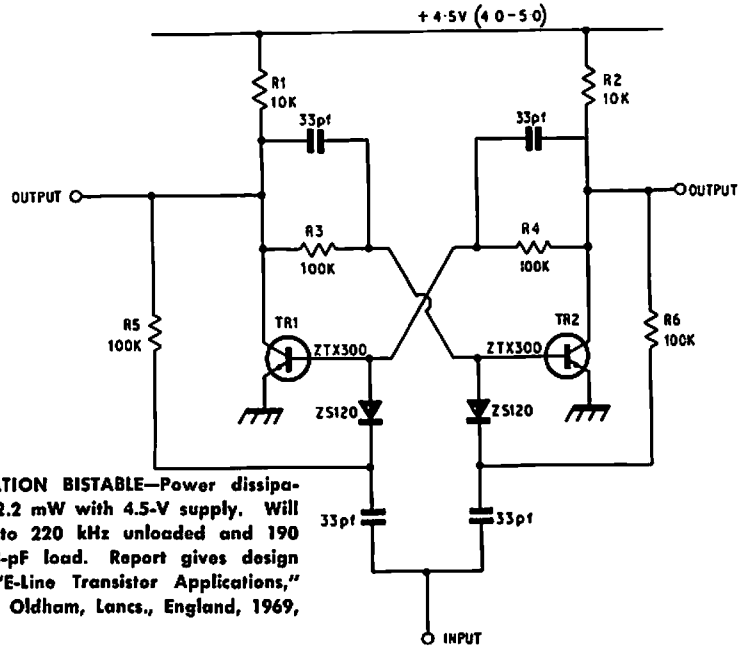 + 4·5V (4 0-5·0)
R1
10K
R2
10K
33pf
33pf
OUTPUT
OUTPUT
R3
100K
R4
100K
R5
100K
TR1
ZTX300
ZTX300
TR2
R6
100K
ZS120
ZS120
33pf
33pf
INPUT
ATION BISTABLE—Power dissipa-
2.2 mW with 4.5-V supply. Will
to 220 kHz unloaded and 190
-pF load. Report gives design
"E-Line Transistor Applications,"
Oldham, Lancs., England, 1969,